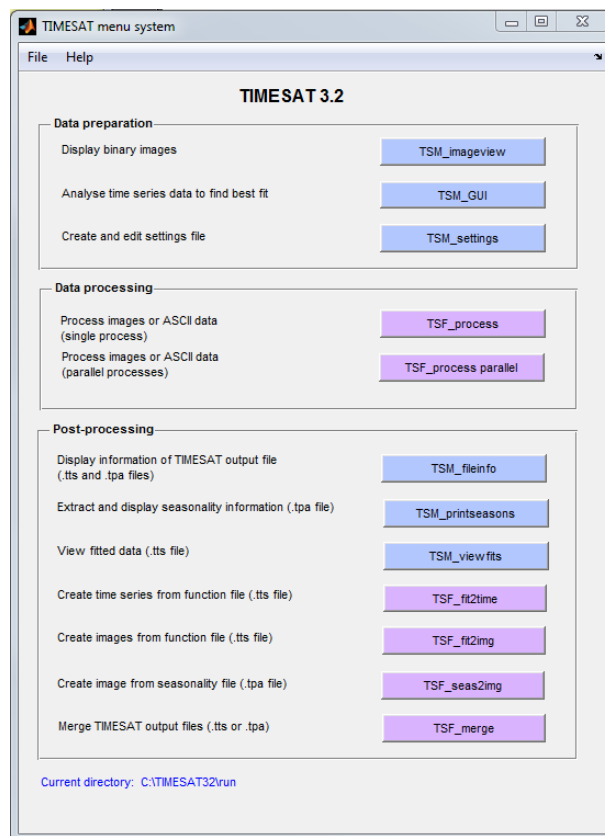 TIMESAT menu system
File Help
TIMESAT 3.2
Data preparation
Display binary images TSM_imageview
Analyse time series data to find best fit TSM_GUI
Create and edit settings file TSM_settings
Data processing
Process images or ASCII data
(single process) TSF_process
Process images or ASCII data
(parallel processes) TSF_process parallel
Post-processing
Display information of TIMESAT output file
(.tts and .tpa files) TSM_fileinfo
Extract and display seasonality information (.tpa file) TSM_printseasons
View fitted data (.tts file) TSM_viewfits
Create time series from function file (.tts file) TSF_fit2time
Create images from function file (.tts file) TSF_fit2img
Create image from seasonality file (.tpa file) TSF_seas2img
Merge TIMESAT output files (.tts or .tpa) TSF_merge
Current directory: C:\TIMESAT32\run